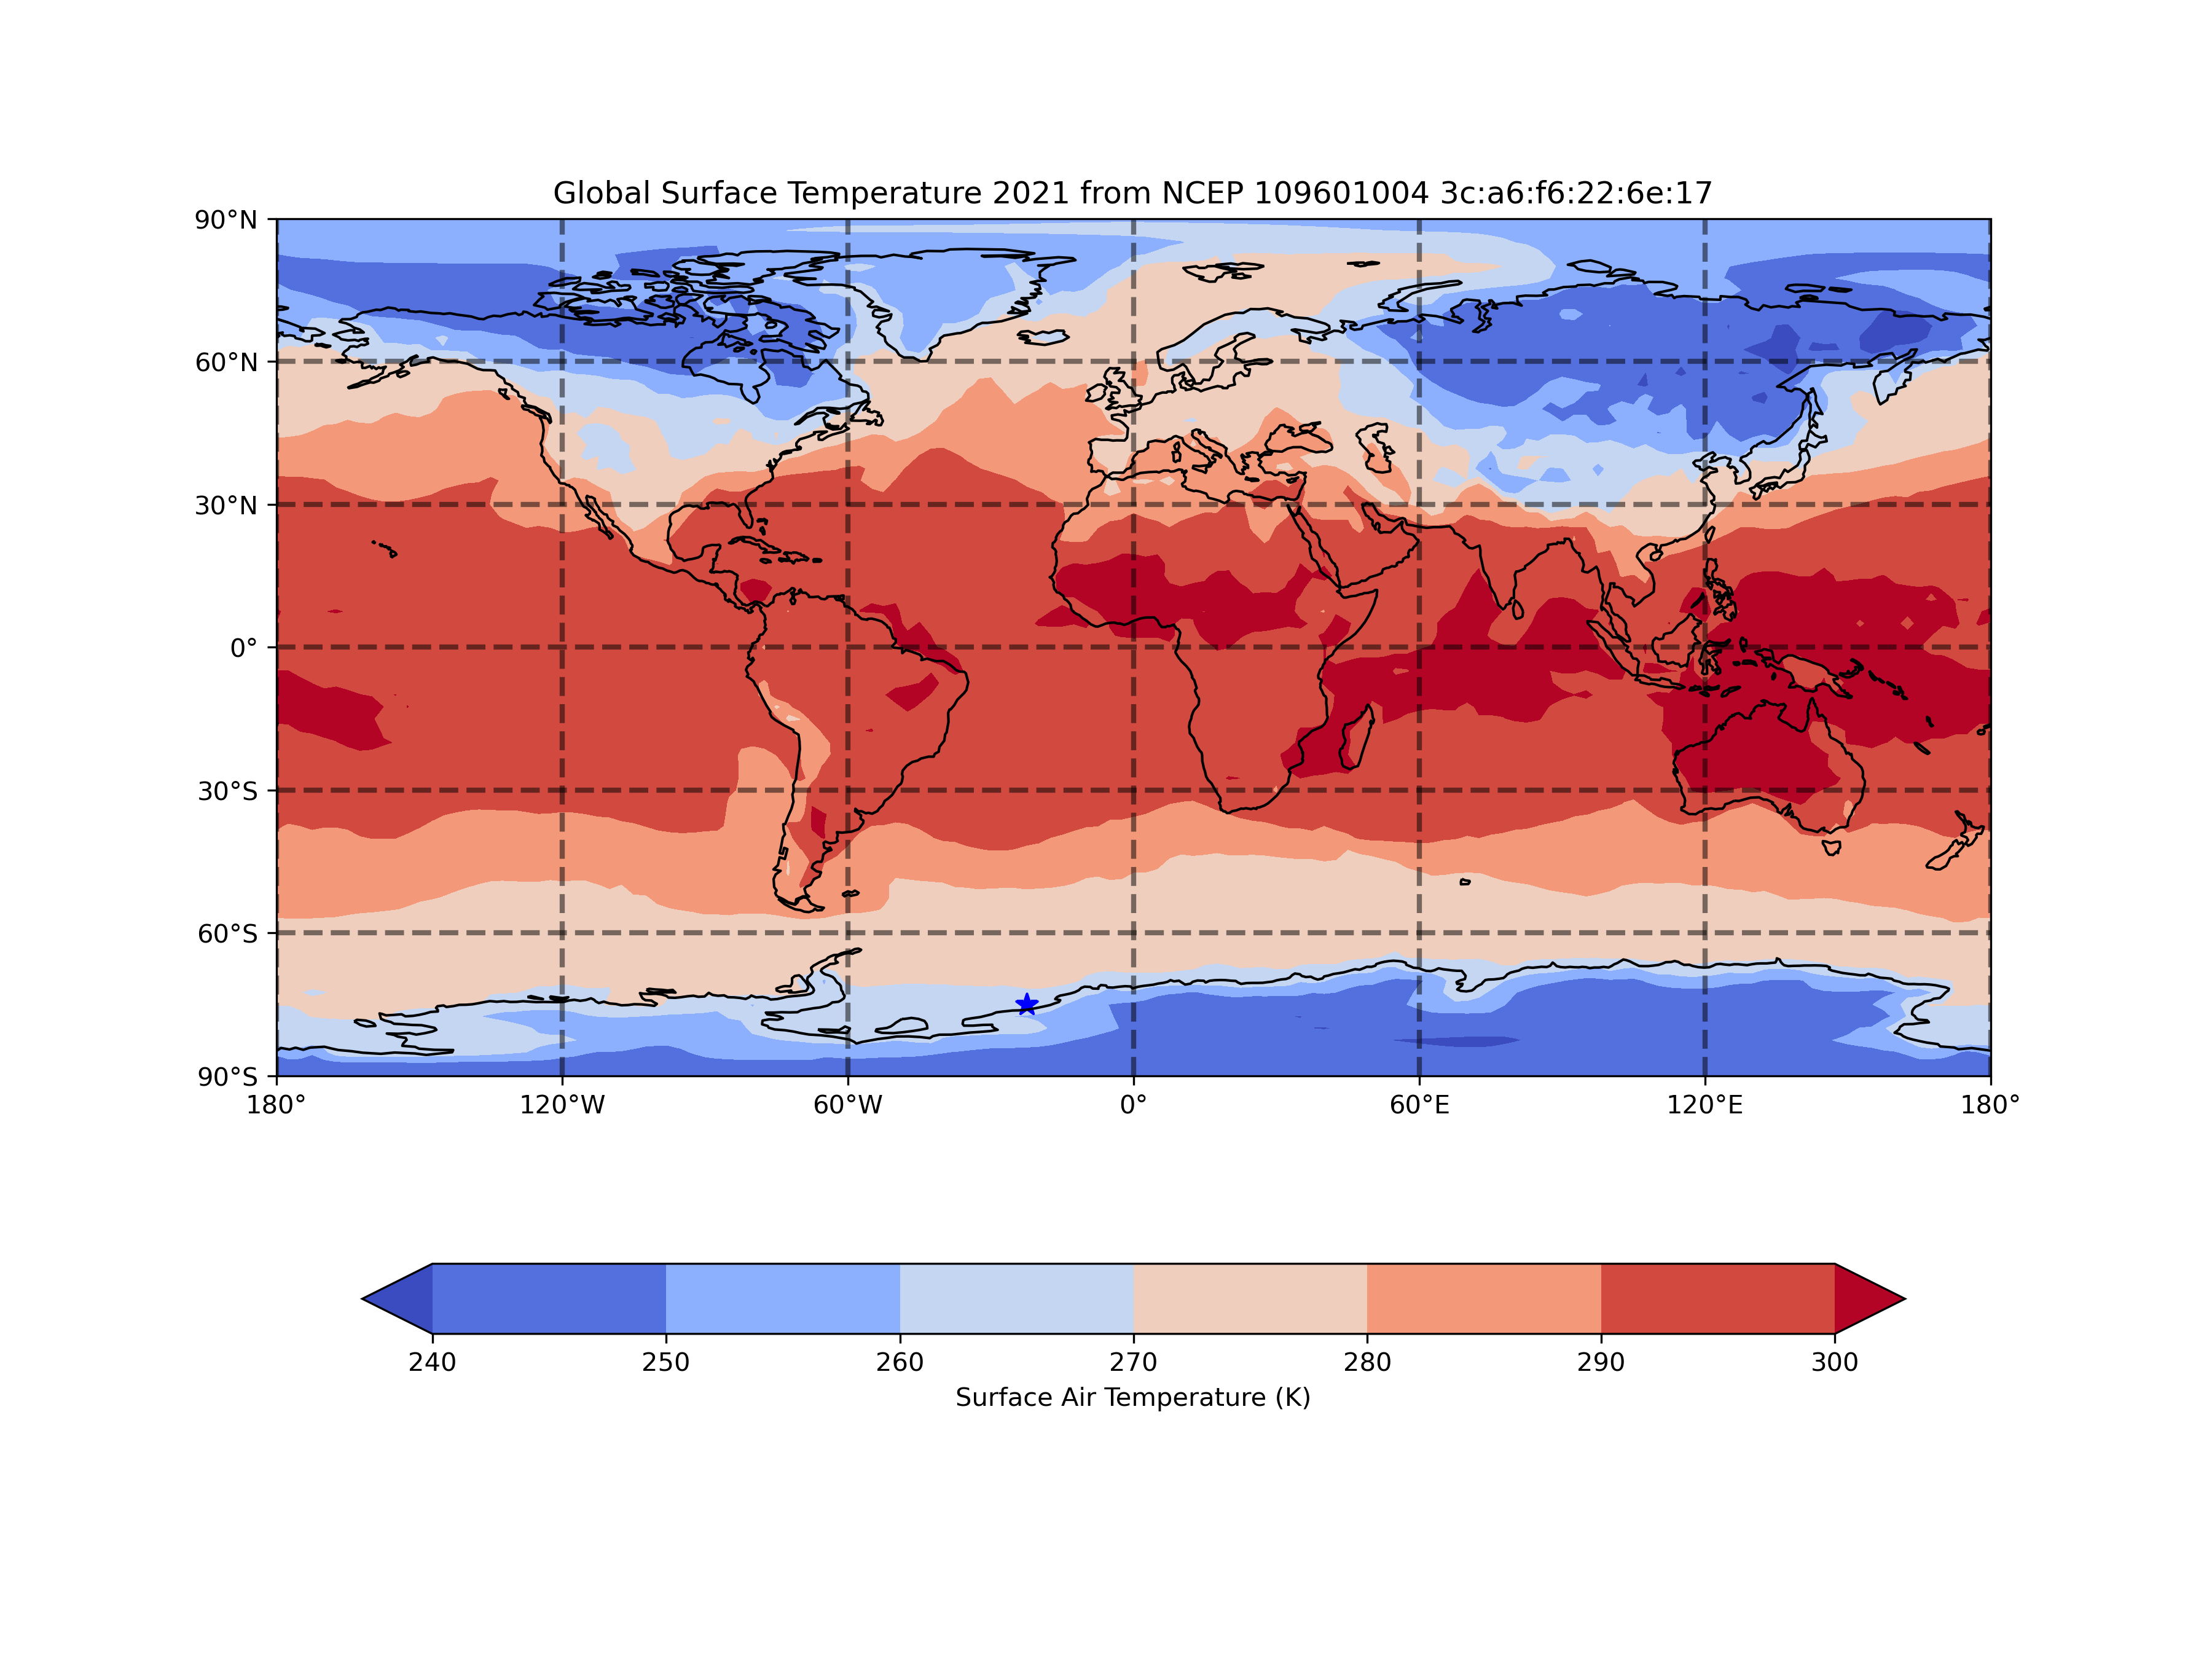 Global Surface Temperature 2021 from NCEP 109601004 3c:a6:f6:22:6e:17
90°N
60°N
30°N
0°
30°S
60°S
90°S
180° 120°W 60°W 0° 60°E 120°E 180°
240 250 260 270 280 290 300
Surface Air Temperature (K)